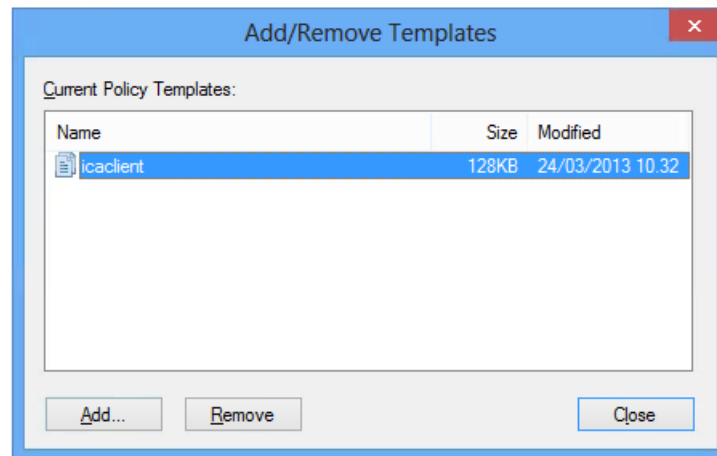 Add/Remove Templates
Current Policy Templates:
Name Size Modified
icaclient 128KB 24/03/2013 10.32
Add... Remove Close